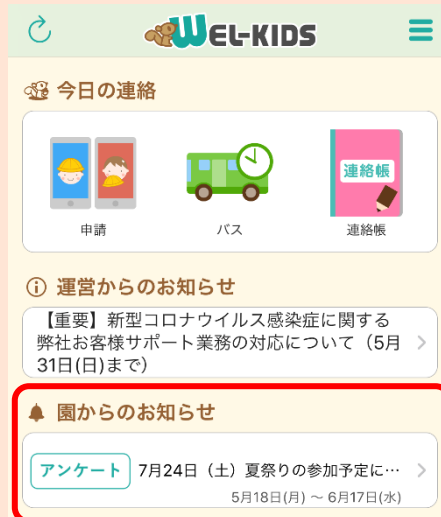 WEL-KIDS
今日の連絡
連絡帳
申請
バス
連絡帳
運営からのお知らせ
【重要】新型コロナウイルス感染症に関する
弊社お客様サポート業務の対応について（5月
31日(日)まで）
園からのお知らせ
アンケート 7月24日（土）夏祭りの参加予定に…
5月18日(月) ～ 6月17日(水)